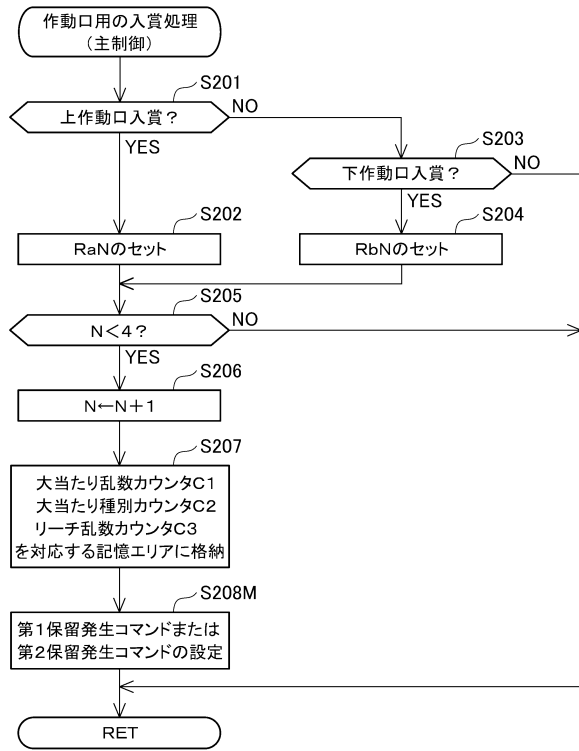 作動口用の入賞処理
（主制御）
S201
上作動口入賞？
NO
YES
S203
下作動口入賞？
NO
YES
S202
RaNのセット
S204
RbNのセット
S205
N＜4？
NO
YES
S206
N←N＋1
S207
大当たり乱数カウンタC1
大当たり種別カウンタC2
リーチ乱数カウンタC3
を対応する記憶エリアに格納
S208M
第1保留発生コマンドまたは
第2保留発生コマンドの設定
RET